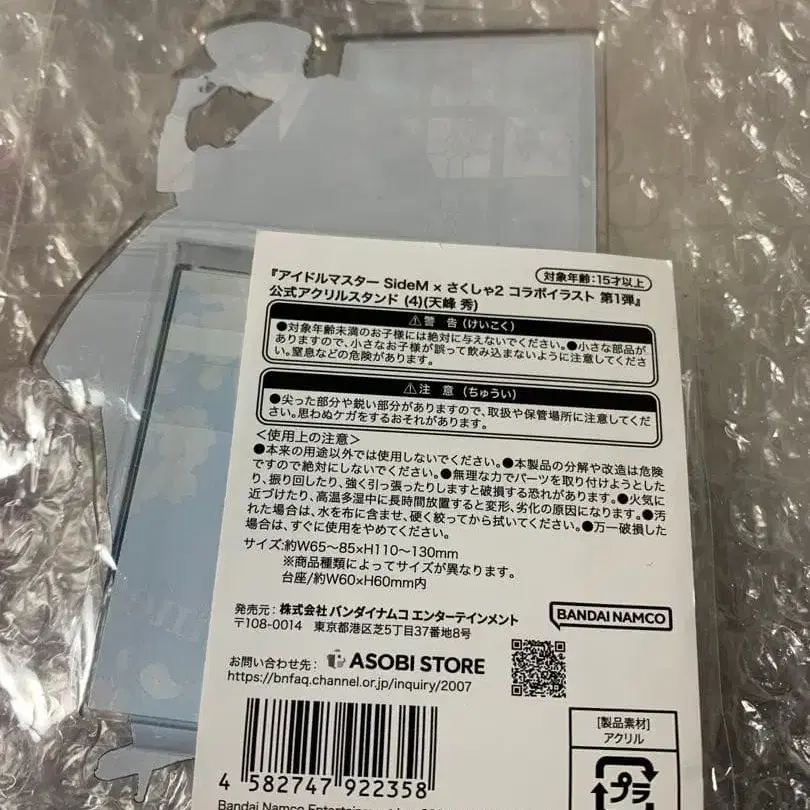 『アイドルマスター SideM × さくしゃ2 コラボイラスト 第1弾』
対象年齢:15才以上
公式アクリルスタンド (4)(天峰 秀)
⚠警 告 (けいこく)
●対象年齢未満のお子様には絶対に与えないでください。●小さな部品が
ありますので、小さなお子様が誤って飲み込まないように注意してくださ
い。窒息などの危険があります。
⚠注 意 (ちゅうい)
●尖った部分や鋭い部分がありますので、取扱や保管場所に注意してくだ
さい。思わぬケガをするおそれがあります。
<使用上の注意>
●本来の用途以外では使用しないでください。●本製品の分解や改造は危険
ですので絶対にしないでください。●無理な力でパーツを取り付けようとした
り、振り回したり、強く引っ張ったりしますと破損する恐れがあります。●火気に
近づけたり、高温多湿中に長時間放置すると変形、劣化の原因になります。●汚
れた場合は、水を布に含ませ、硬く絞ってから拭いてください。●万一破損した
場合は、すぐに使用をやめてください。
サイズ:約W65～85×H110～130mm
※商品種類によってサイズが異なります。
台座/約W60×H60mm内
発売元:株式会社 バンダイナムコ エンターテインメント
〒108-0014 東京都港区芝5丁目37番地8号
BANDAI NAMCO
お問い合わせ先: ASOBI STORE
https://bnfaq.channel.or.jp/inquiry/2007
[製品素材]
アクリル
プラ
4 582747 922358
Bandai Namco Entertainment